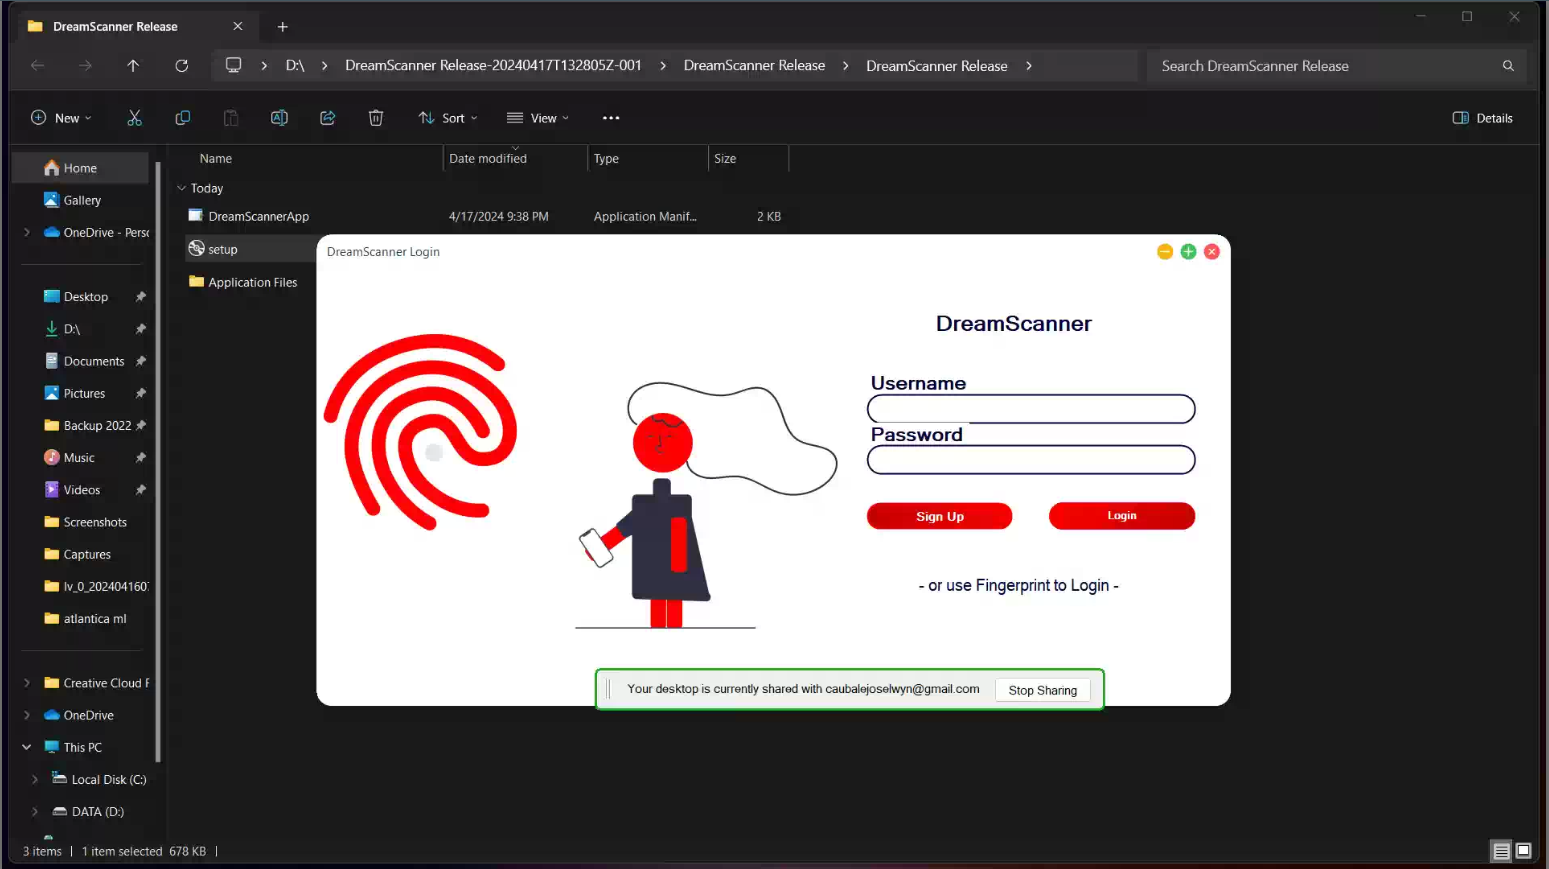 DreamScanner Release
D:\ DreamScanner Release-20240417T132805Z-001 DreamScanner Release DreamScanner Release Search DreamScanner Release
New Sort View Details
Name Date modified Type Size
Home
Gallery
OneDrive - Persc
Today
DreamScannerApp 4/17/2024 9:38 PM Application Manif... 2 KB
setup
Application Files
Desktop
D:\
Documents
Pictures
Backup 2022
Music
Videos
Screenshots
Captures
lv_0_202404160
atlantica ml
Creative Cloud F
OneDrive
This PC
Local Disk (C:)
DATA (D:)
3 items 1 item selected 678 KB
DreamScanner Login
DreamScanner
Username
Password
Sign Up Login
- or use Fingerprint to Login -
Your desktop is currently shared with caubalejoselwyn@gmail.com Stop Sharing